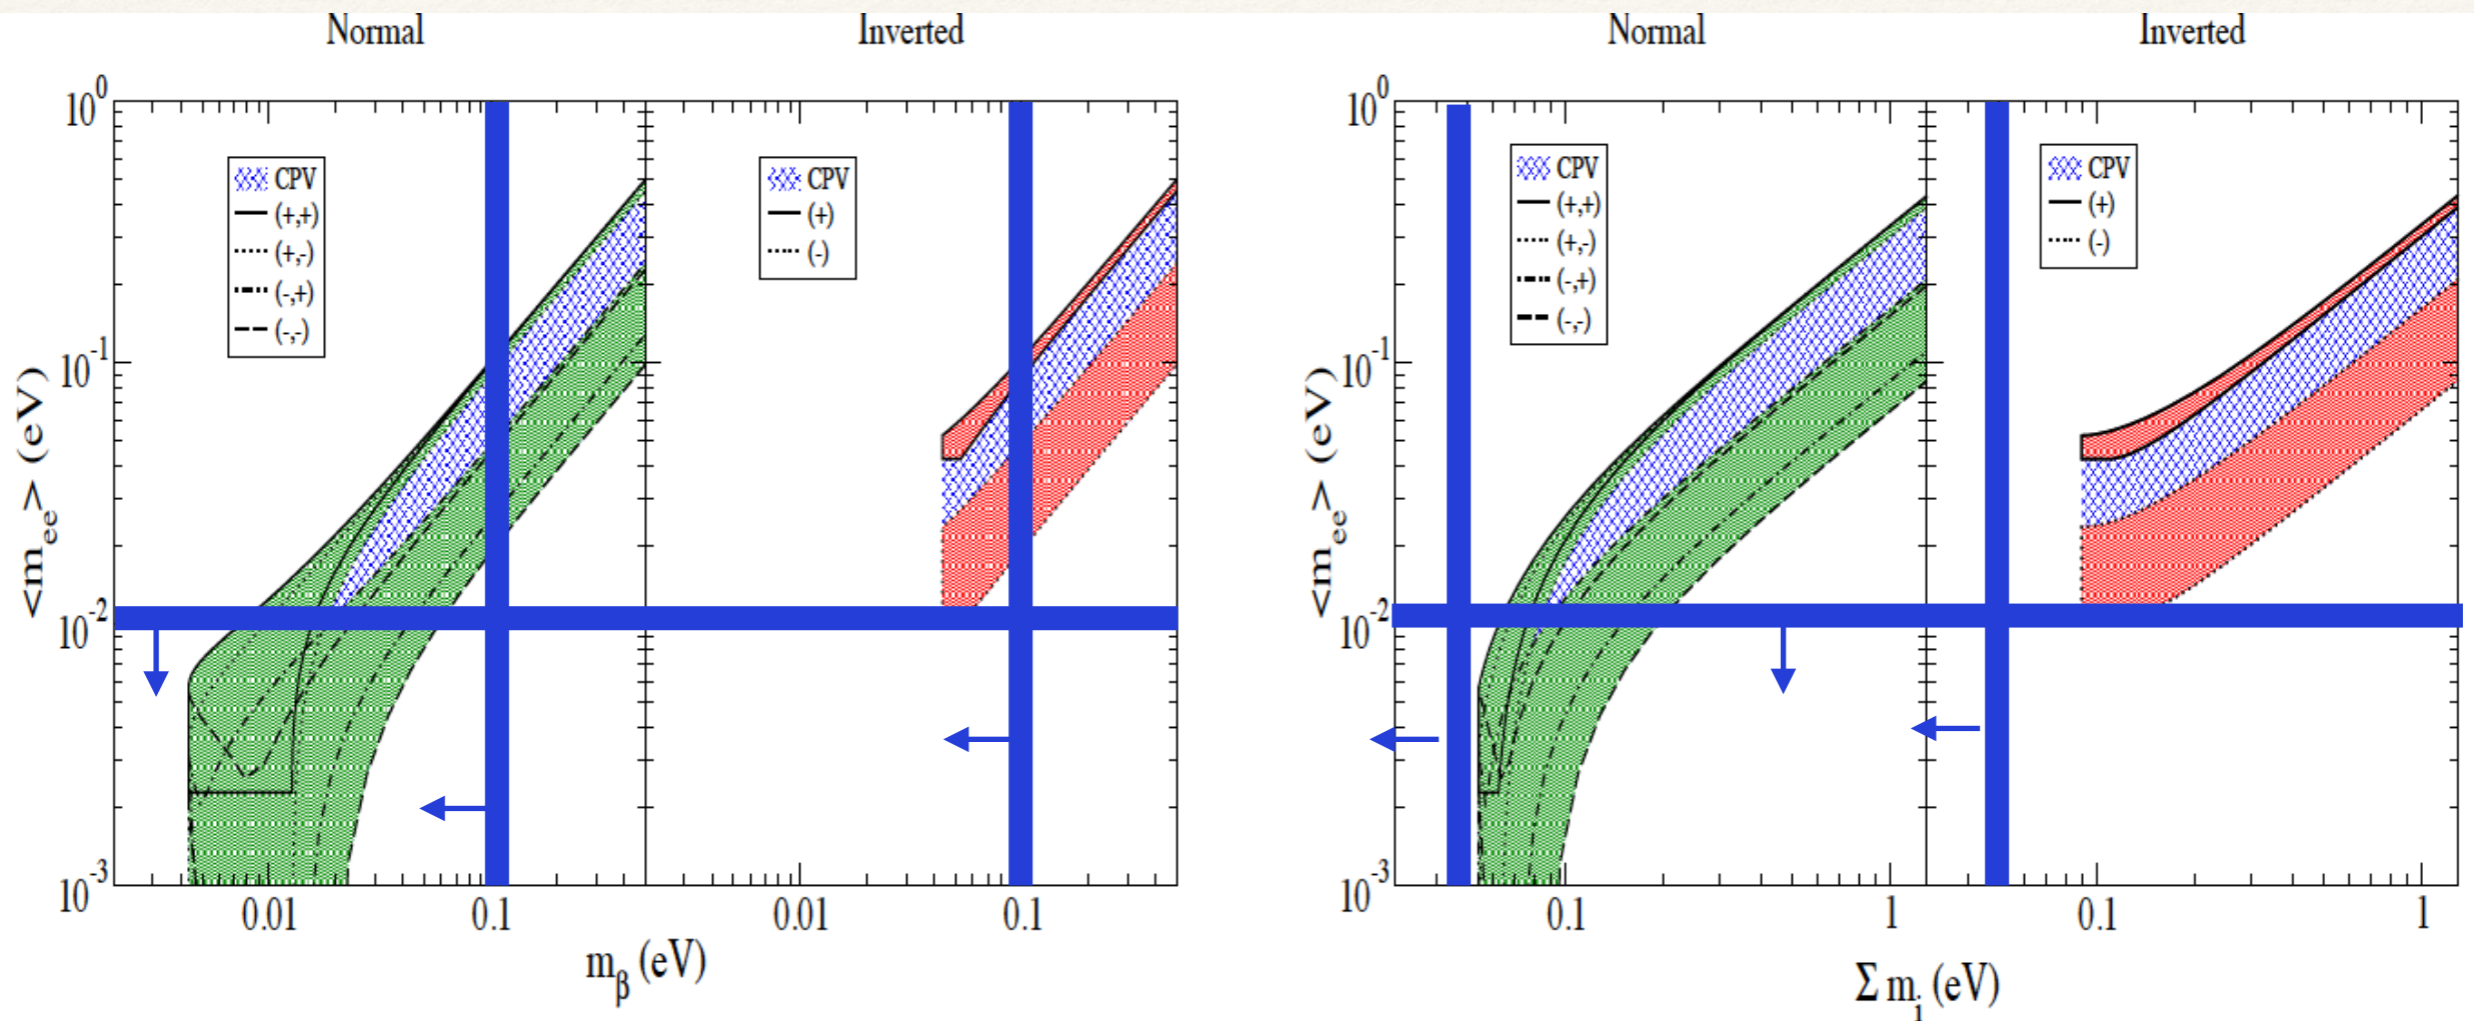 Normal
Inverted
Normal
Inverted
10^0
10^-1
10^-2
10^-3
<m_ee> (eV)
CPV
(+,+)
(+,-)
(-,+)
(-,-)
CPV
(+)
(-)
0.01
0.1
0.01
0.1
m_β (eV)
10^0
10^-1
10^-2
10^-3
<m_ee> (eV)
CPV
(+,+)
(+,-)
(-,+)
(-,-)
CPV
(+)
(-)
0.1
1
0.1
1
Σ m_i (eV)